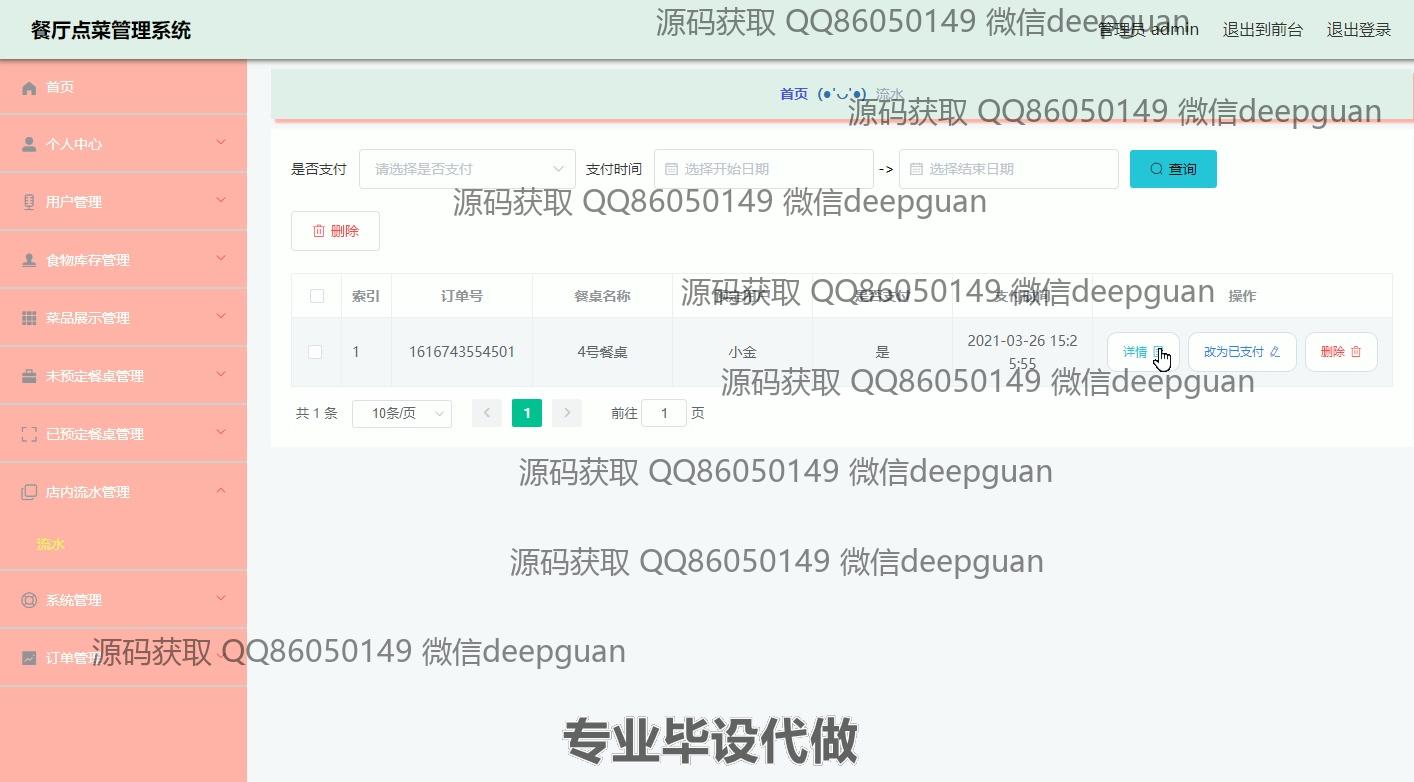 餐厅点菜管理系统
源码获取 QQ86050149 微信deepguan
管理员 admin 退出到前台 退出登录
首页
首页 (●'◡'●) 流水
源码获取 QQ86050149 微信deepguan
个人中心
是否支付 请选择是否支付 支付时间 选择开始日期 -> 选择结束日期 查询
用户管理
源码获取 QQ86050149 微信deepguan
删除
食物库存管理
索引 订单号 餐桌名称 是否支付 支付时间 操作
源码获取 QQ86050149 微信deepguan
菜品展示管理
1 1616743554501 4号餐桌 小金 是 2021-03-26 15:2
5:55
详情 改为已支付 删除
未预定餐桌管理
源码获取 QQ86050149 微信deepguan
共 1 条 10条/页 1 前往 1 页
已预定餐桌管理
源码获取 QQ86050149 微信deepguan
店内流水管理
流水
源码获取 QQ86050149 微信deepguan
系统管理
订单管理
源码获取 QQ86050149 微信deepguan
专业毕设代做